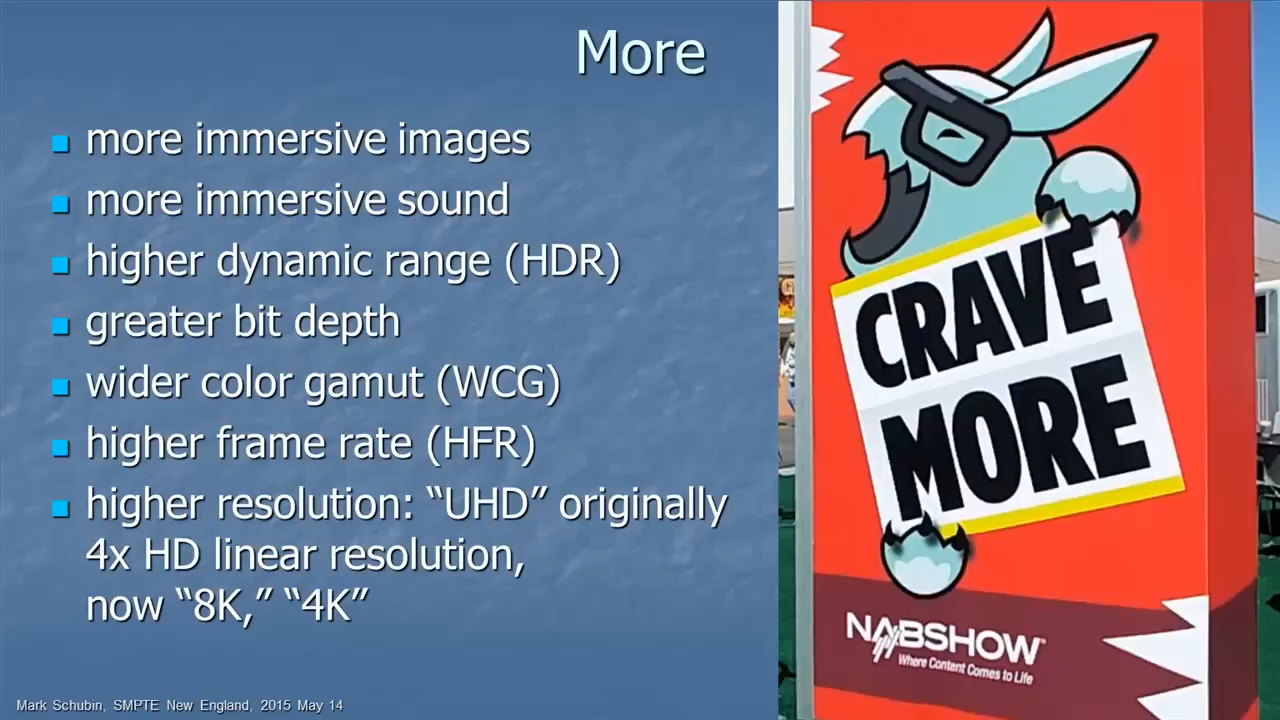 More
more immersive images
more immersive sound
higher dynamic range (HDR)
greater bit depth
wider color gamut (WCG)
higher frame rate (HFR)
higher resolution: “UHD” originally
4x HD linear resolution,
now “8K,” “4K”
Mark Schubin, SMPTE New England, 2015 May 14
CRAVE
MORE
NABSHOW
Where Content Comes to Life